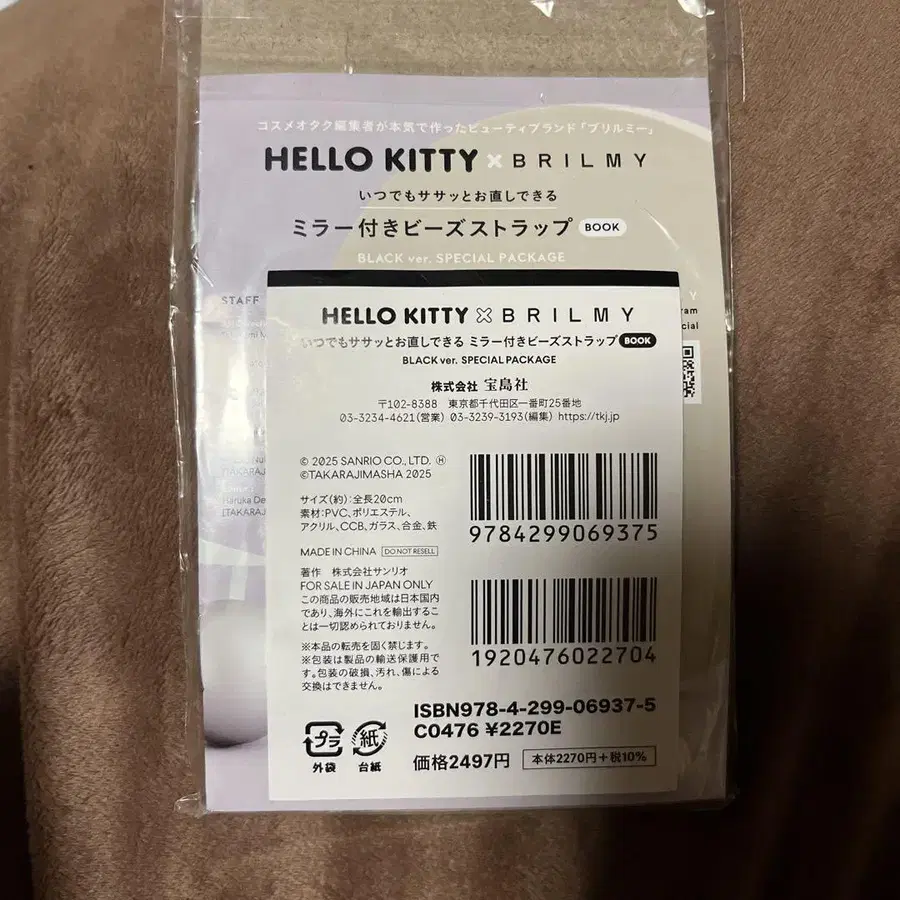 コスメオタク編集者が本気で作ったビューティブランド「ブリルミー」
HELLO KITTY × BRILMY
いつでもササッとお直しできる
ミラー付きビーズストラップ BOOK
BLACK ver. SPECIAL PACKAGE
STAFF
HELLO KITTY × BRILMY
いつでもササッとお直しできる ミラー付きビーズストラップ BOOK
BLACK ver. SPECIAL PACKAGE
株式会社 宝島社
〒102-8388 東京都千代田区一番町25番地
03-3234-4621(営業) 03-3239-3193(編集) https://tkj.jp
© 2025 SANRIO CO., LTD. Ⓗ
©TAKARAJIMASHA 2025
サイズ(約):全長20cm
素材:PVC、ポリエステル、
アクリル、CCB、ガラス、合金、鉄
MADE IN CHINA DO NOT RESELL
著作 株式会社サンリオ
FOR SALE IN JAPAN ONLY
この商品の販売地域は日本国内
であり、海外にこれを輸出するこ
とは一切認められておりません。
※本品の転売を固く禁じます。
※包装は製品の輸送保護用で
す。包装の破損、汚れ、傷による
交換はできません。
9784299069375
1920476022704
ISBN978-4-299-06937-5
C0476 ¥2270E
プラ 紙
外袋 台紙
価格2497円 本体2270円+税10%